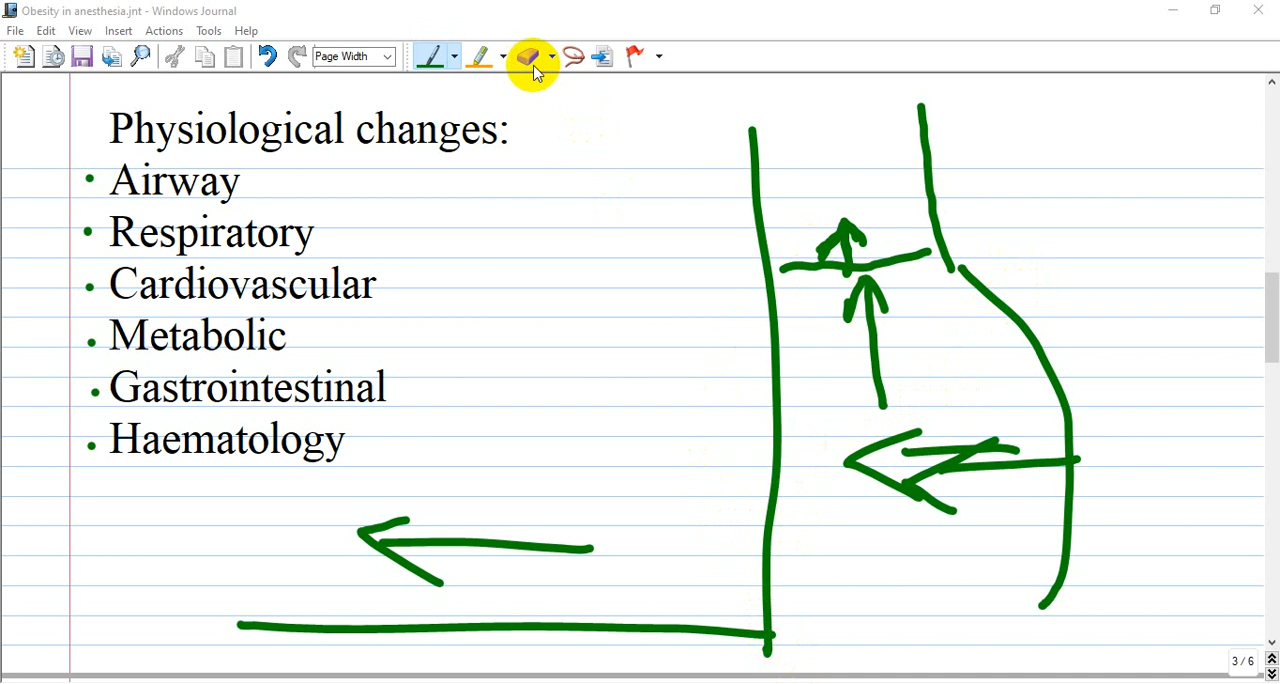 Obesity in anesthesia.jnt - Windows Journal
File Edit View Insert Actions Tools Help
Page Width
Physiological changes:
• Airway
• Respiratory
• Cardiovascular
• Metabolic
• Gastrointestinal
• Haematology
3 / 6